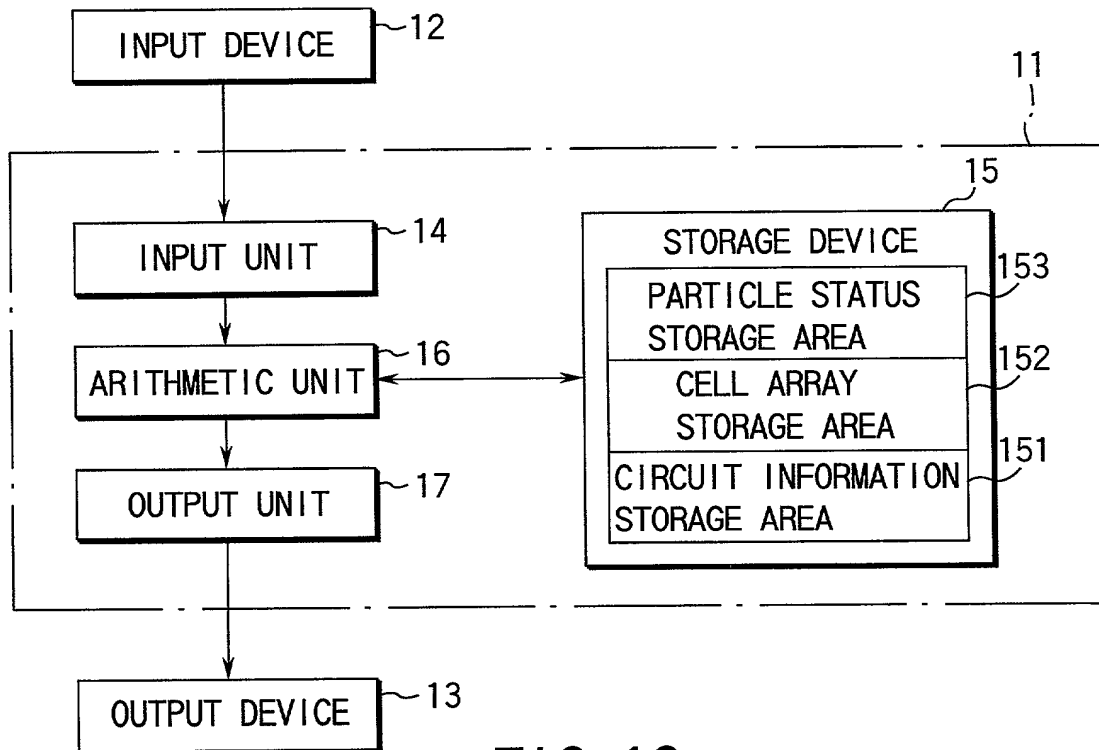 INPUT DEVICE
12
11
INPUT UNIT
14
15
STORAGE DEVICE
PARTICLE STATUS
STORAGE AREA
153
ARITHMETIC UNIT
16
CELL ARRAY
STORAGE AREA
152
OUTPUT UNIT
17
CIRCUIT INFORMATION
STORAGE AREA
151
OUTPUT DEVICE
13